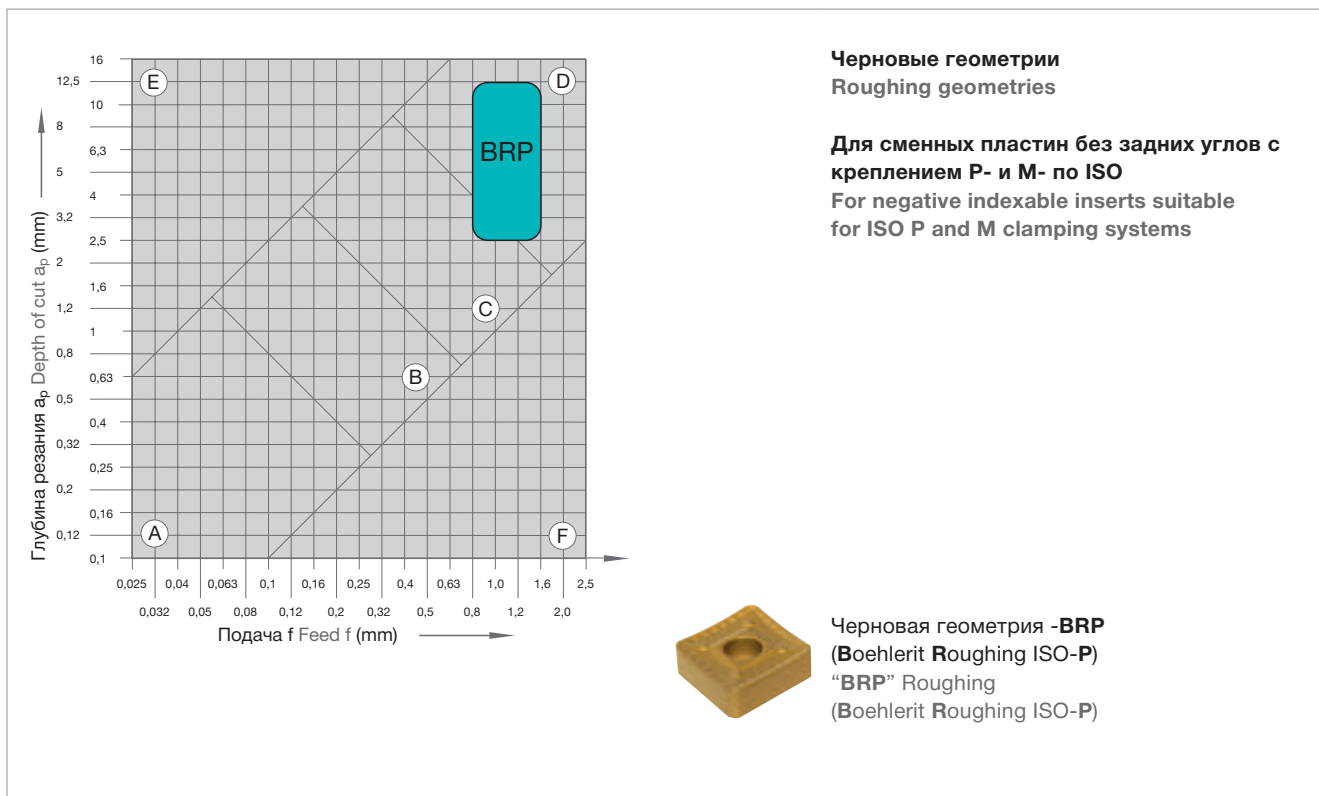 16
12,5
10
8
6,3
5
4
3,2
2,5
2
1,6
1,2
1
0,8
0,63
0,5
0,4
0,32
0,25
0,2
0,16
0,12
0,1
Глубина резания aₚ Depth of cut aₚ (mm)
E
D
BRP
C
B
A
F
0,025 0,04 0,063 0,1 0,16 0,25 0,4 0,63 1,0 1,6 2,5
0,032 0,05 0,08 0,12 0,2 0,32 0,5 0,8 1,2 2,0
Подача f Feed f (mm)
Черновые геометрии
Roughing geometries
Для сменных пластин без задних углов с
креплением P- и M- по ISO
For negative indexable inserts suitable
for ISO P and M clamping systems
Черновая геометрия -BRP
(Boehlerit Roughing ISO-P)
“BRP” Roughing
(Boehlerit Roughing ISO-P)